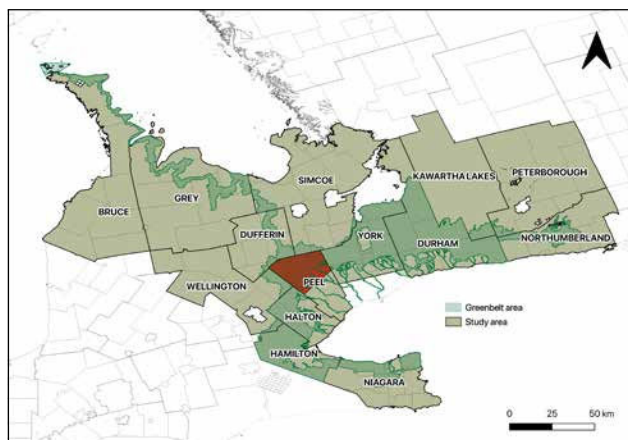 KAWARTHA LAKES
PETERBOROUGH
SIMCOE
GREY
BRUCE
DUFFERIN
YORK
DURHAM
NORTHUMBERLAND
WELLINGTON
PEEL
HALTON
Greenbelt area
Study area
HAMILTON
NIAGARA
0 25 50 km